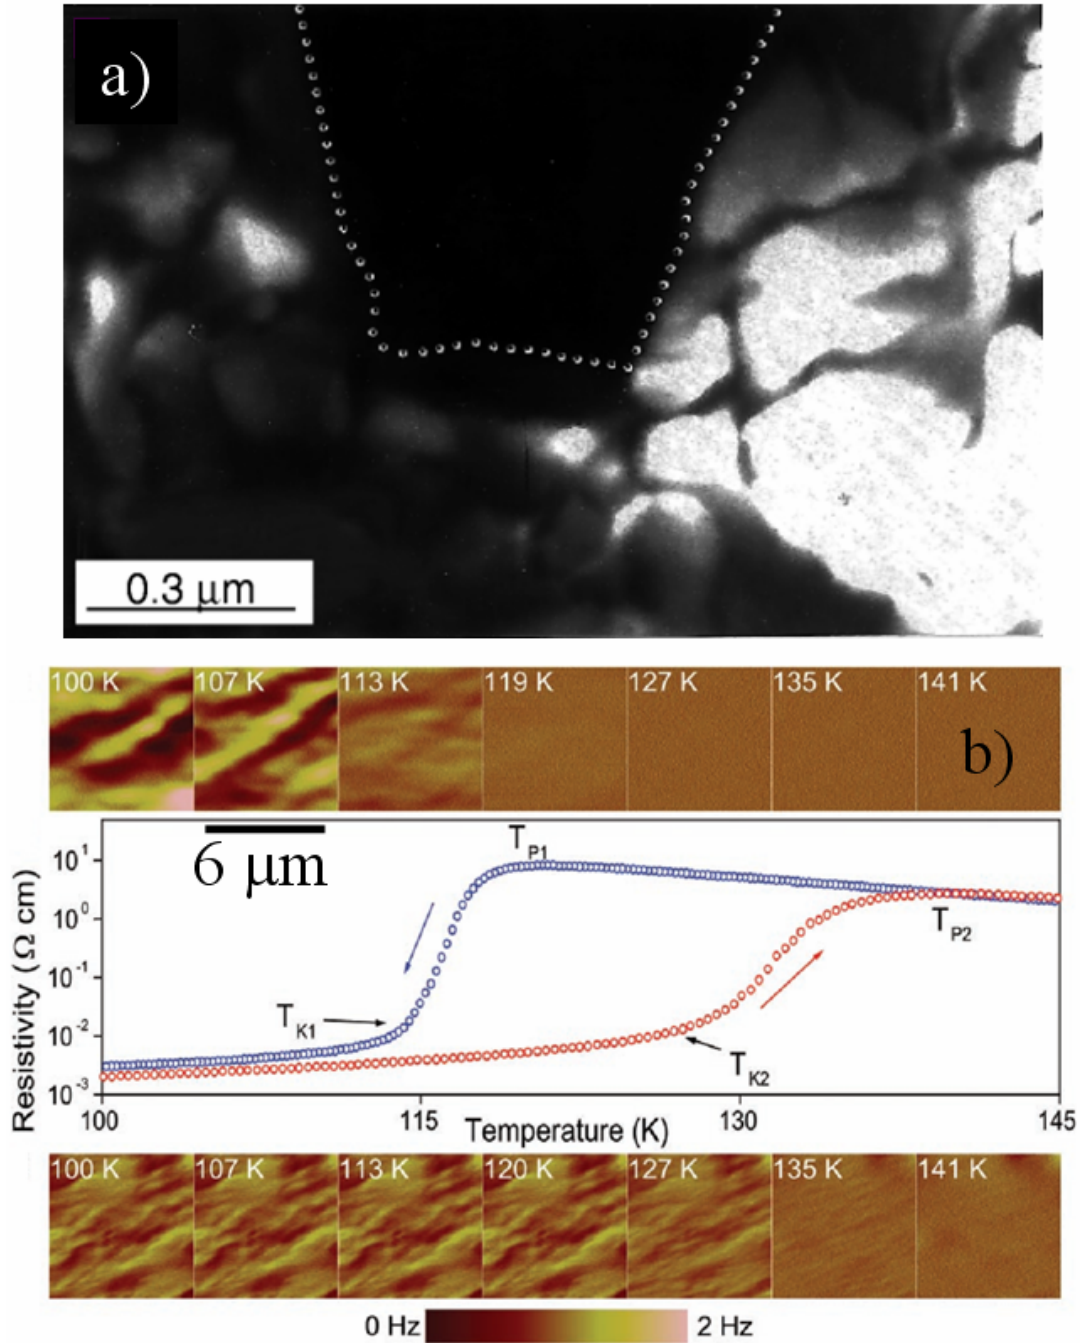 a)
0.3 μm
100 K 107 K 113 K 119 K 127 K 135 K 141 K
b)
6 μm
T_P1
T_P2
T_K1
T_K2
10^1
10^0
10^-1
10^-2
10^-3
Resistivity (Ω cm)
100 115 130 145
Temperature (K)
100 K 107 K 113 K 120 K 127 K 135 K 141 K
0 Hz 2 Hz